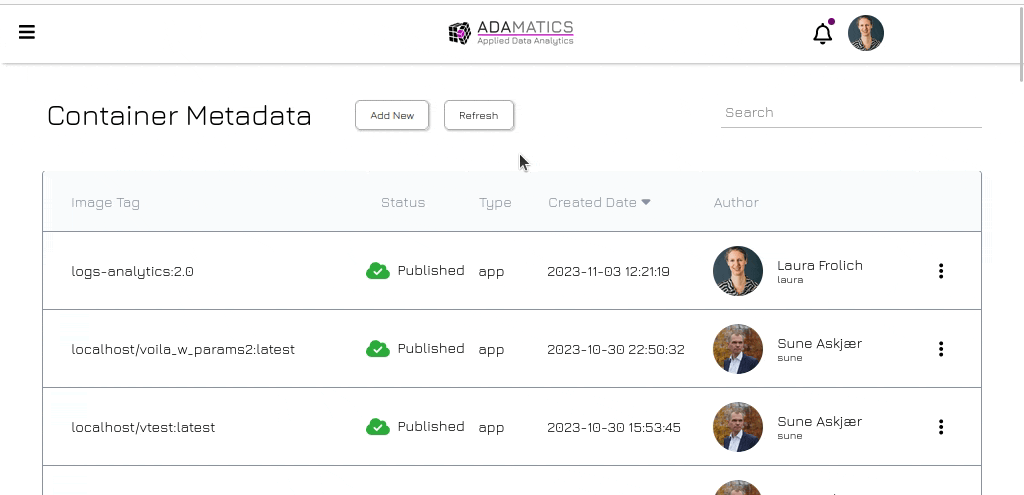 ADAMATICS
Applied Data Analytics
Container Metadata
Add New
Refresh
Search
Image Tag Status Type Created Date Author
logs-analytics:2.0 Published app 2023-11-03 12:21:19 Laura Frolich
laura
localhost/voila_w_params2:latest Published app 2023-10-30 22:50:32 Sune Askjær
sune
localhost/vtest:latest Published app 2023-10-30 15:53:45 Sune Askjær
sune